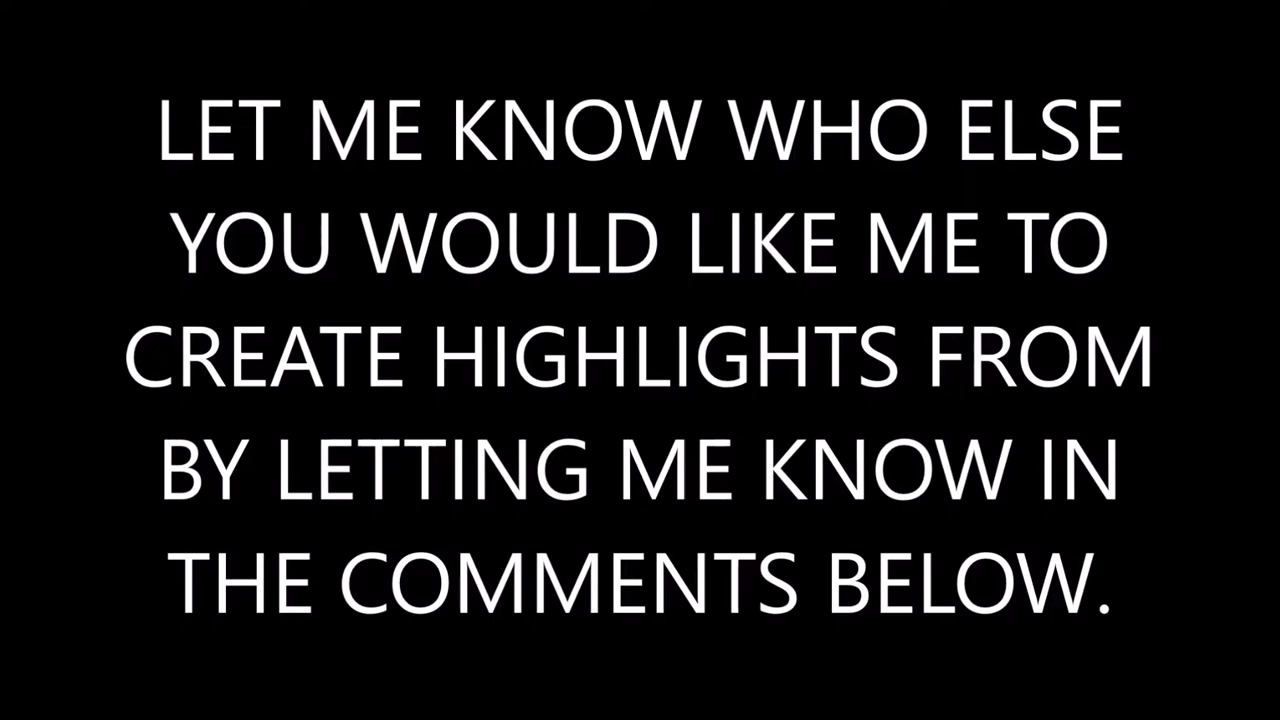 LET ME KNOW WHO ELSE
YOU WOULD LIKE ME TO
CREATE HIGHLIGHTS FROM
BY LETTING ME KNOW IN
THE COMMENTS BELOW.